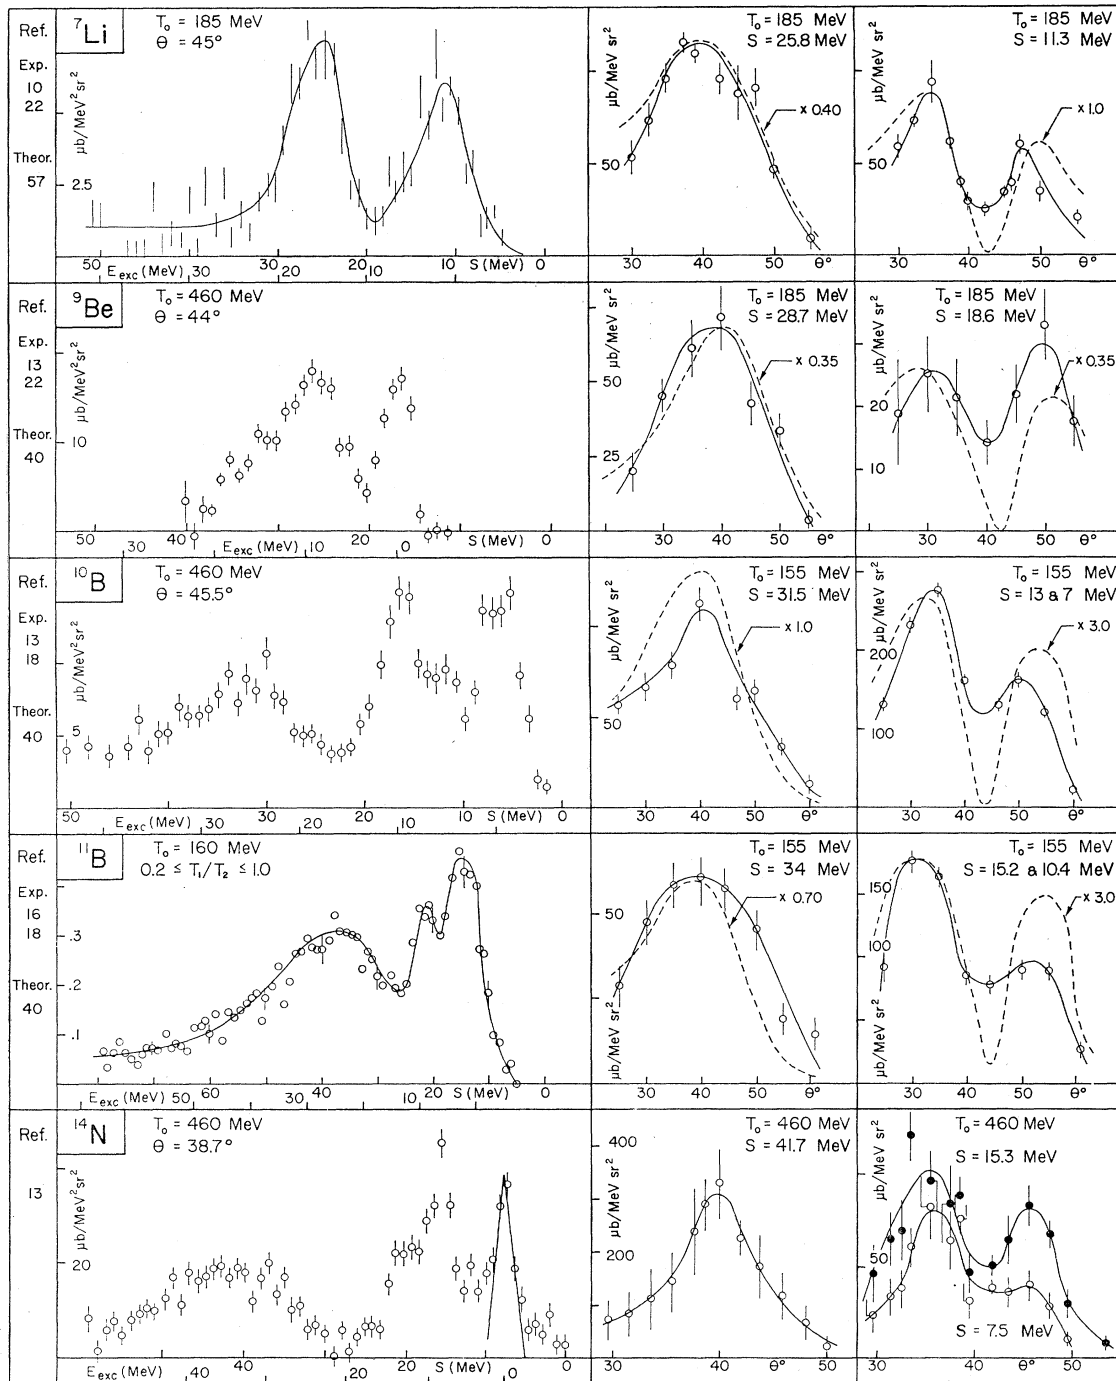 Ref.
Exp.
10
22
Theor.
57
⁷Li
T₀ = 185 MeV
Θ = 45°
μb/MeV²sr²
2.5
50 30 20 10 0
E exc (MeV) 30 20 10 S (MeV)
T₀ = 185 MeV
S = 25.8 MeV
μb/MeV sr²
50
x 0.40
30 40 50 Θ°
T₀ = 185 MeV
S = 11.3 MeV
μb/MeV sr²
50
x 1.0
30 40 50 Θ°
Ref.
Exp.
13
22
Theor.
40
⁹Be
T₀ = 460 MeV
Θ = 44°
μb/MeV²sr²
10
50 40 30 20 S (MeV) 0
30 E exc (MeV) 10 0
T₀ = 185 MeV
S = 28.7 MeV
μb/MeV sr²
50
25
x 0.35
30 40 50 Θ°
T₀ = 185 MeV
S = 18.6 MeV
μb/MeV sr²
20
10
x 0.35
30 40 50 Θ°
Ref.
Exp.
13
18
Theor.
40
¹⁰B
T₀ = 460 MeV
Θ = 45.5°
μb/MeV²sr²
5
50 30 20 10 S (MeV) 0
E exc (MeV) 30 20 10 0
T₀ = 155 MeV
S = 31.5 MeV
μb/MeV sr²
50
x 1.0
30 40 50 60 Θ°
T₀ = 155 MeV
S = 13 a 7 MeV
μb/MeV sr²
200
100
x 3.0
30 40 50 60 Θ°
Ref.
Exp.
16
18
Theor.
40
¹¹B
T₀ = 160 MeV
0.2 ≤ T₁/T₂ ≤ 1.0
.3
.2
.1
60 40 20 S (MeV) 0
E exc (MeV) 50 30 10 0
T₀ = 155 MeV
S = 34 MeV
μb/MeV sr²
50
x 0.70
30 40 50 60 Θ°
T₀ = 155 MeV
S = 15.2 a 10.4 MeV
μb/MeV sr²
150
100
50
x 3.0
30 40 50 60 Θ°
Ref.
13
¹⁴N
T₀ = 460 MeV
Θ = 38.7°
μb/MeV²sr²
20
60 40 20 S (MeV) 0
E exc (MeV) 40 20 0
T₀ = 460 MeV
S = 41.7 MeV
μb/MeV sr²
400
200
30 40 Θ° 50
T₀ = 460 MeV
S = 15.3 MeV
μb/MeV sr²
50
S = 7.5 MeV
30 40 Θ° 50